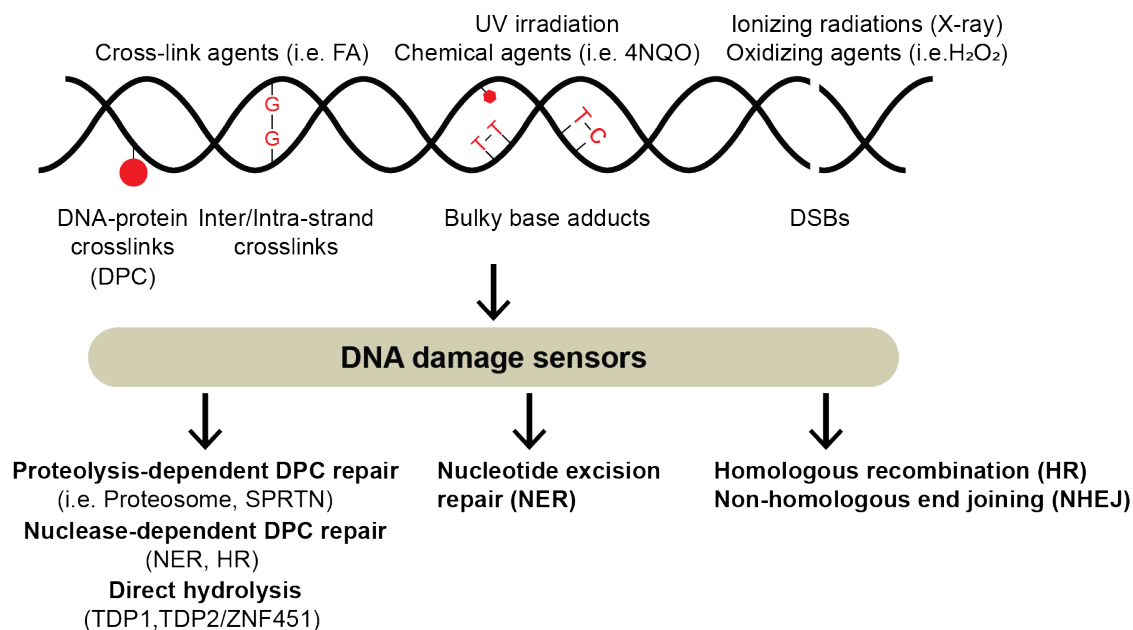 Cross-link agents (i.e. FA)
UV irradiation
Chemical agents (i.e. 4NQO)
Ionizing radiations (X-ray)
Oxidizing agents (i.e.H₂O₂)
G
G
T-T
T-C
DNA-protein
crosslinks
(DPC)
Inter/Intra-strand
crosslinks
Bulky base adducts
DSBs
DNA damage sensors
Proteolysis-dependent DPC repair
(i.e. Proteosome, SPRTN)
Nuclease-dependent DPC repair
(NER, HR)
Direct hydrolysis
(TDP1,TDP2/ZNF451)
Nucleotide excision
repair (NER)
Homologous recombination (HR)
Non-homologous end joining (NHEJ)